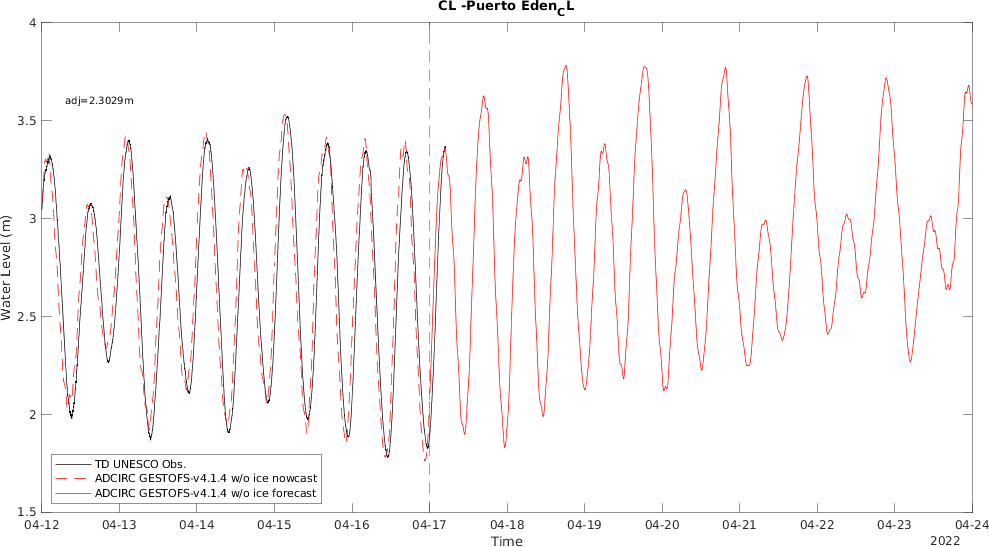 CL -Puerto Eden_CL
4
adj=2.3029m
3.5
3
Water Level (m)
2.5
2
TD UNESCO Obs.
ADCIRC GESTOFS-v4.1.4 w/o ice nowcast
ADCIRC GESTOFS-v4.1.4 w/o ice forecast
1.5
04-12 04-13 04-14 04-15 04-16 04-17 04-18 04-19 04-20 04-21 04-22 04-23 04-24
Time
2022